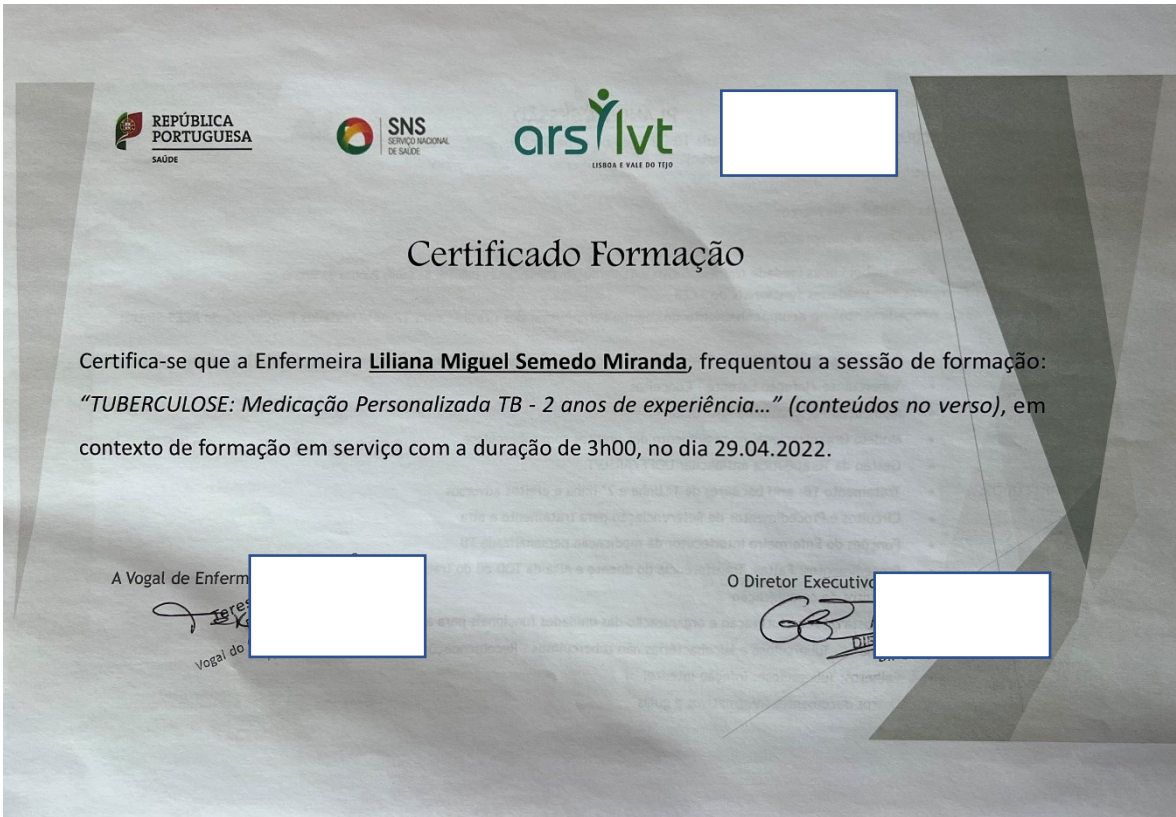 REPÚBLICA
PORTUGUESA
SAÚDE
SNS
SERVIÇO NACIONAL
DE SAÚDE
ars lvt
LISBOA E VALE DO TEJO
Certificado Formação
Certifica-se que a Enfermeira Liliana Miguel Semedo Miranda, frequentou a sessão de formação:
“TUBERCULOSE: Medicação Personalizada TB - 2 anos de experiência...” (conteúdos no verso), em
contexto de formação em serviço com a duração de 3h00, no dia 29.04.2022.
A Vogal de Enferm
O Diretor Executivo
Vogal do